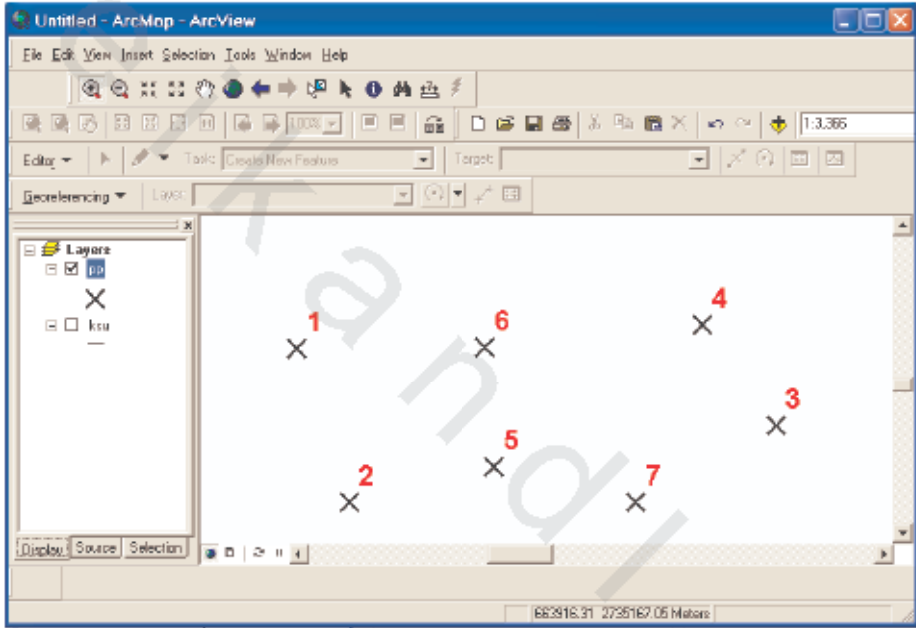 Untitled - ArcMap - ArcView
File Edit View Insert Selection Tools Window Help
100% 1:3,366
Editor Task: Create New Feature Target:
Georeferencing Layer:
Layers
pp
ksu
1
6
4
3
5
2
7
Display Source Selection
663916.31 2735167.05 Meters